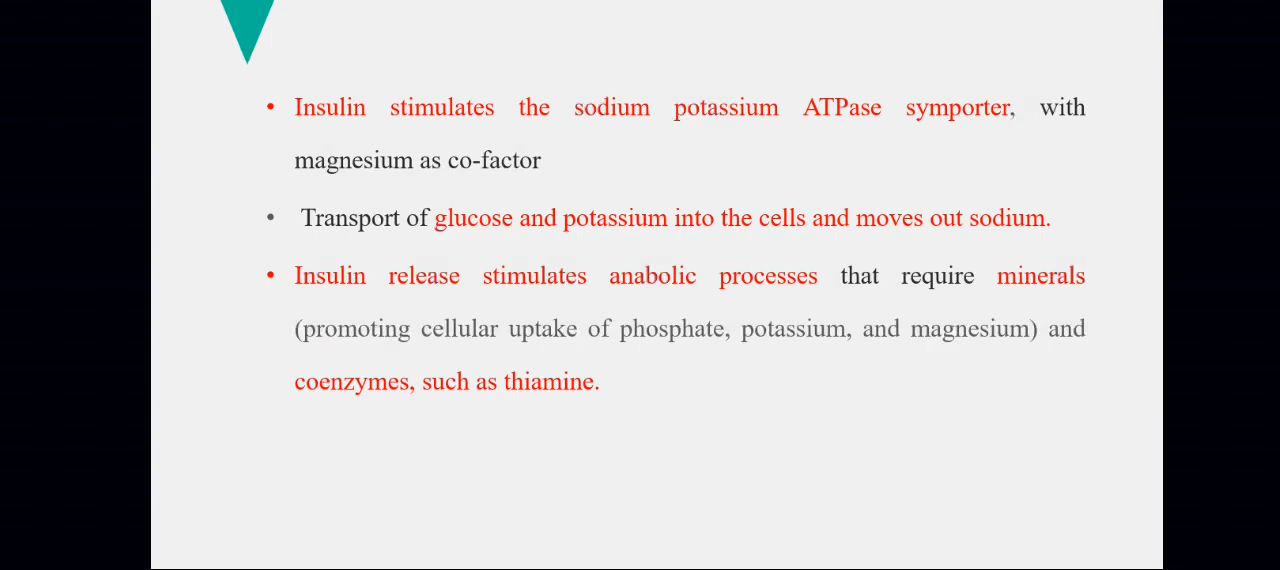 • Insulin stimulates the sodium potassium ATPase symporter, with
magnesium as co-factor
• Transport of glucose and potassium into the cells and moves out sodium.
• Insulin release stimulates anabolic processes that require minerals
(promoting cellular uptake of phosphate, potassium, and magnesium) and
coenzymes, such as thiamine.